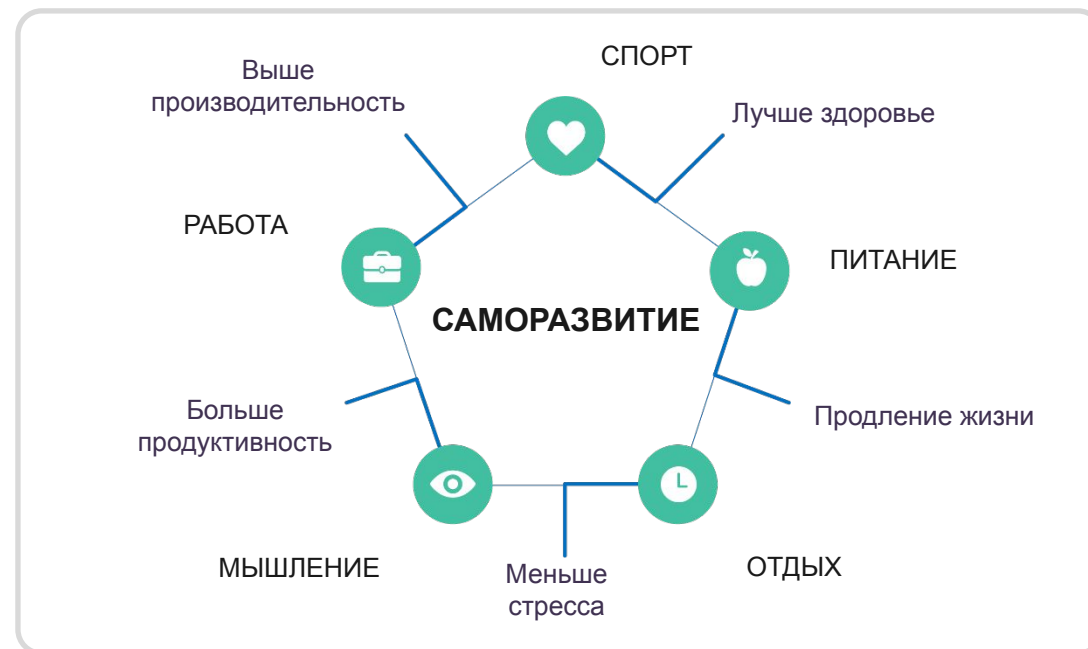 СПОРТ
Выше
производительность
Лучше здоровье
РАБОТА
ПИТАНИЕ
САМОРАЗВИТИЕ
Больше
продуктивность
Продление жизни
МЫШЛЕНИЕ
Меньше
стресса
ОТДЫХ